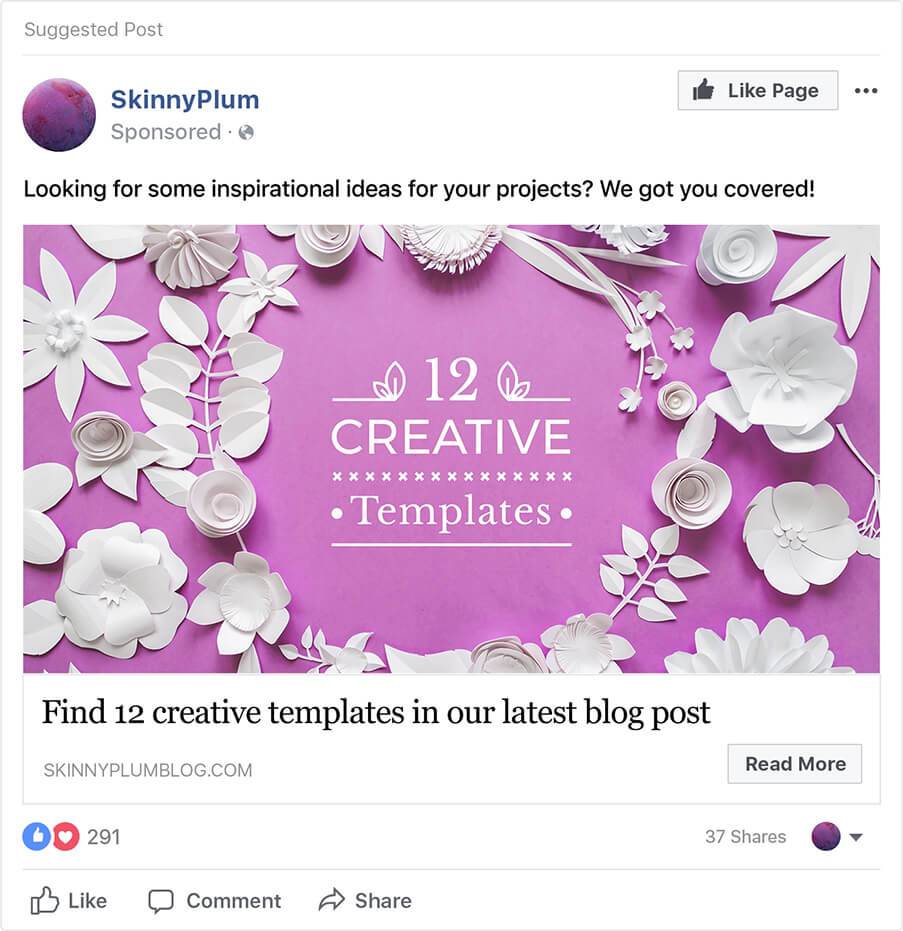 Suggested Post
SkinnyPlum
Sponsored ·
Like Page
Looking for some inspirational ideas for your projects? We got you covered!
12
CREATIVE
• Templates •
Find 12 creative templates in our latest blog post
SKINNYPLUMBLOG.COM
Read More
291
37 Shares
Like
Comment
Share